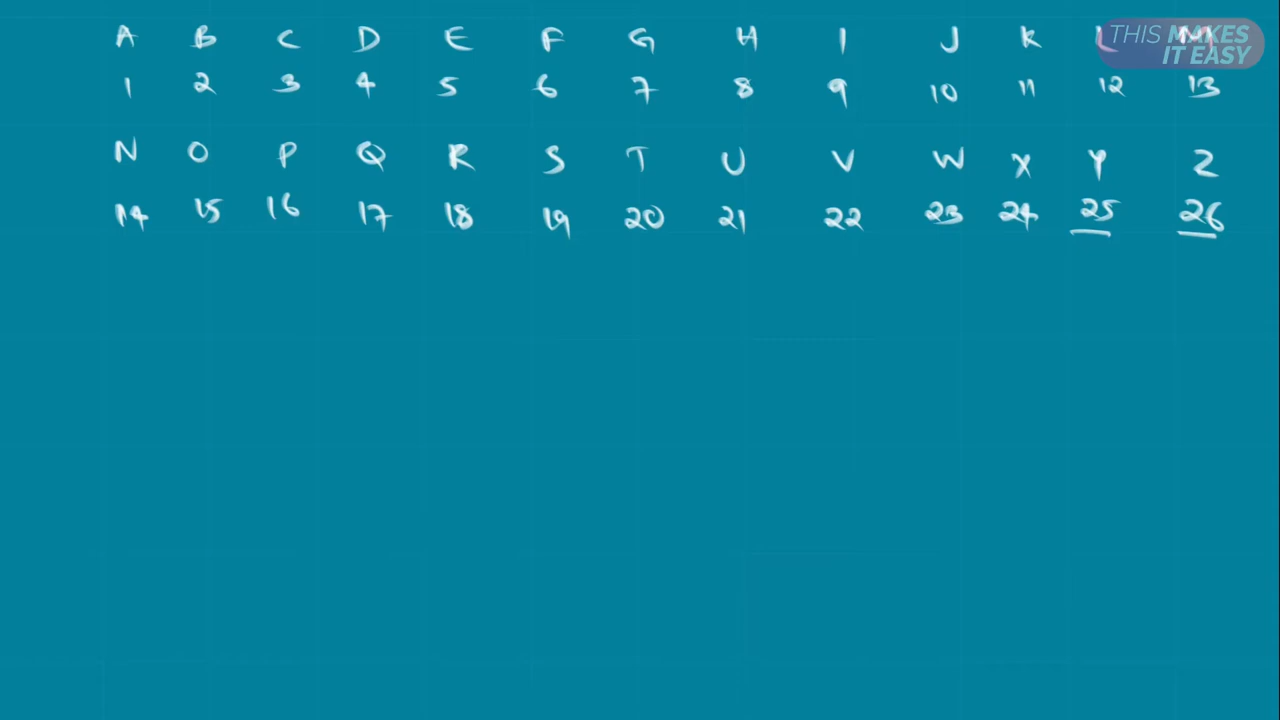 A B C D E F G H I J K L M
1 2 3 4 5 6 7 8 9 10 11 12 13
N O P Q R S T U V W X Y Z
14 15 16 17 18 19 20 21 22 23 24 25 26
THIS MAKES
IT EASY